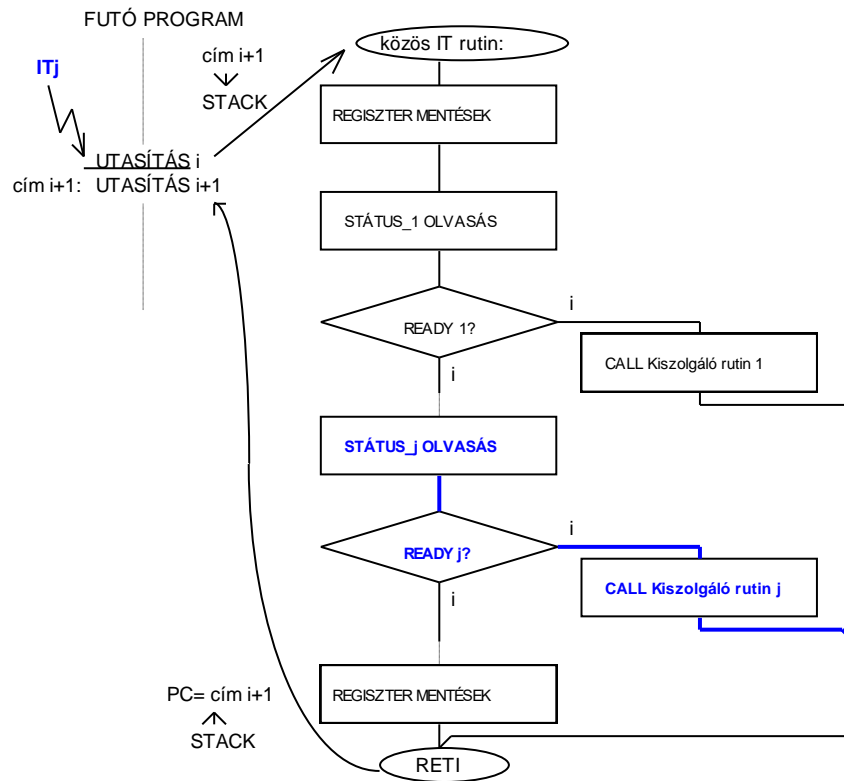 FUTÓ PROGRAM
ITj
cím i+1
STACK
UTASÍTÁS i
cím i+1: UTASÍTÁS i+1
közös IT rutin:
REGISZTER MENTÉSEK
STÁTUS_1 OLVASÁS
READY 1?
i
CALL Kiszolgáló rutin 1
i
STÁTUS_j OLVASÁS
READY j?
i
CALL Kiszolgáló rutin j
i
REGISZTER MENTÉSEK
PC= cím i+1
STACK
RETI